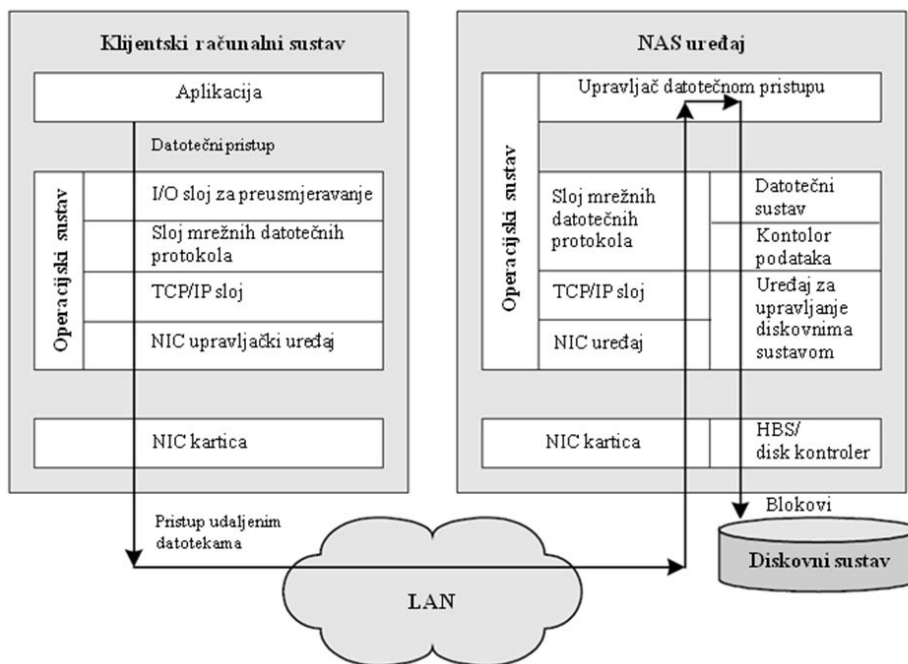 Klijentski računalni sustav
Aplikacija
Datotečni pristup
Operacijski sustav
I/O sloj za preusmjeravanje
Sloj mrežnih datotečnih
protokola
TCP/IP sloj
NIC upravljački uređaj
NIC kartica
Pristup udaljenim
datotekama
LAN
NAS uređaj
Upravljač datotečnom pristupu
Operacijski sustav
Sloj mrežnih
datotečnih
protokola
TCP/IP sloj
NIC uređaj
Datotečni
sustav
Kontolor
podataka
Uređaj za
upravljanje
diskovnima
sustavom
NIC kartica
HBS/
disk kontroler
Blokovi
Diskovni sustav